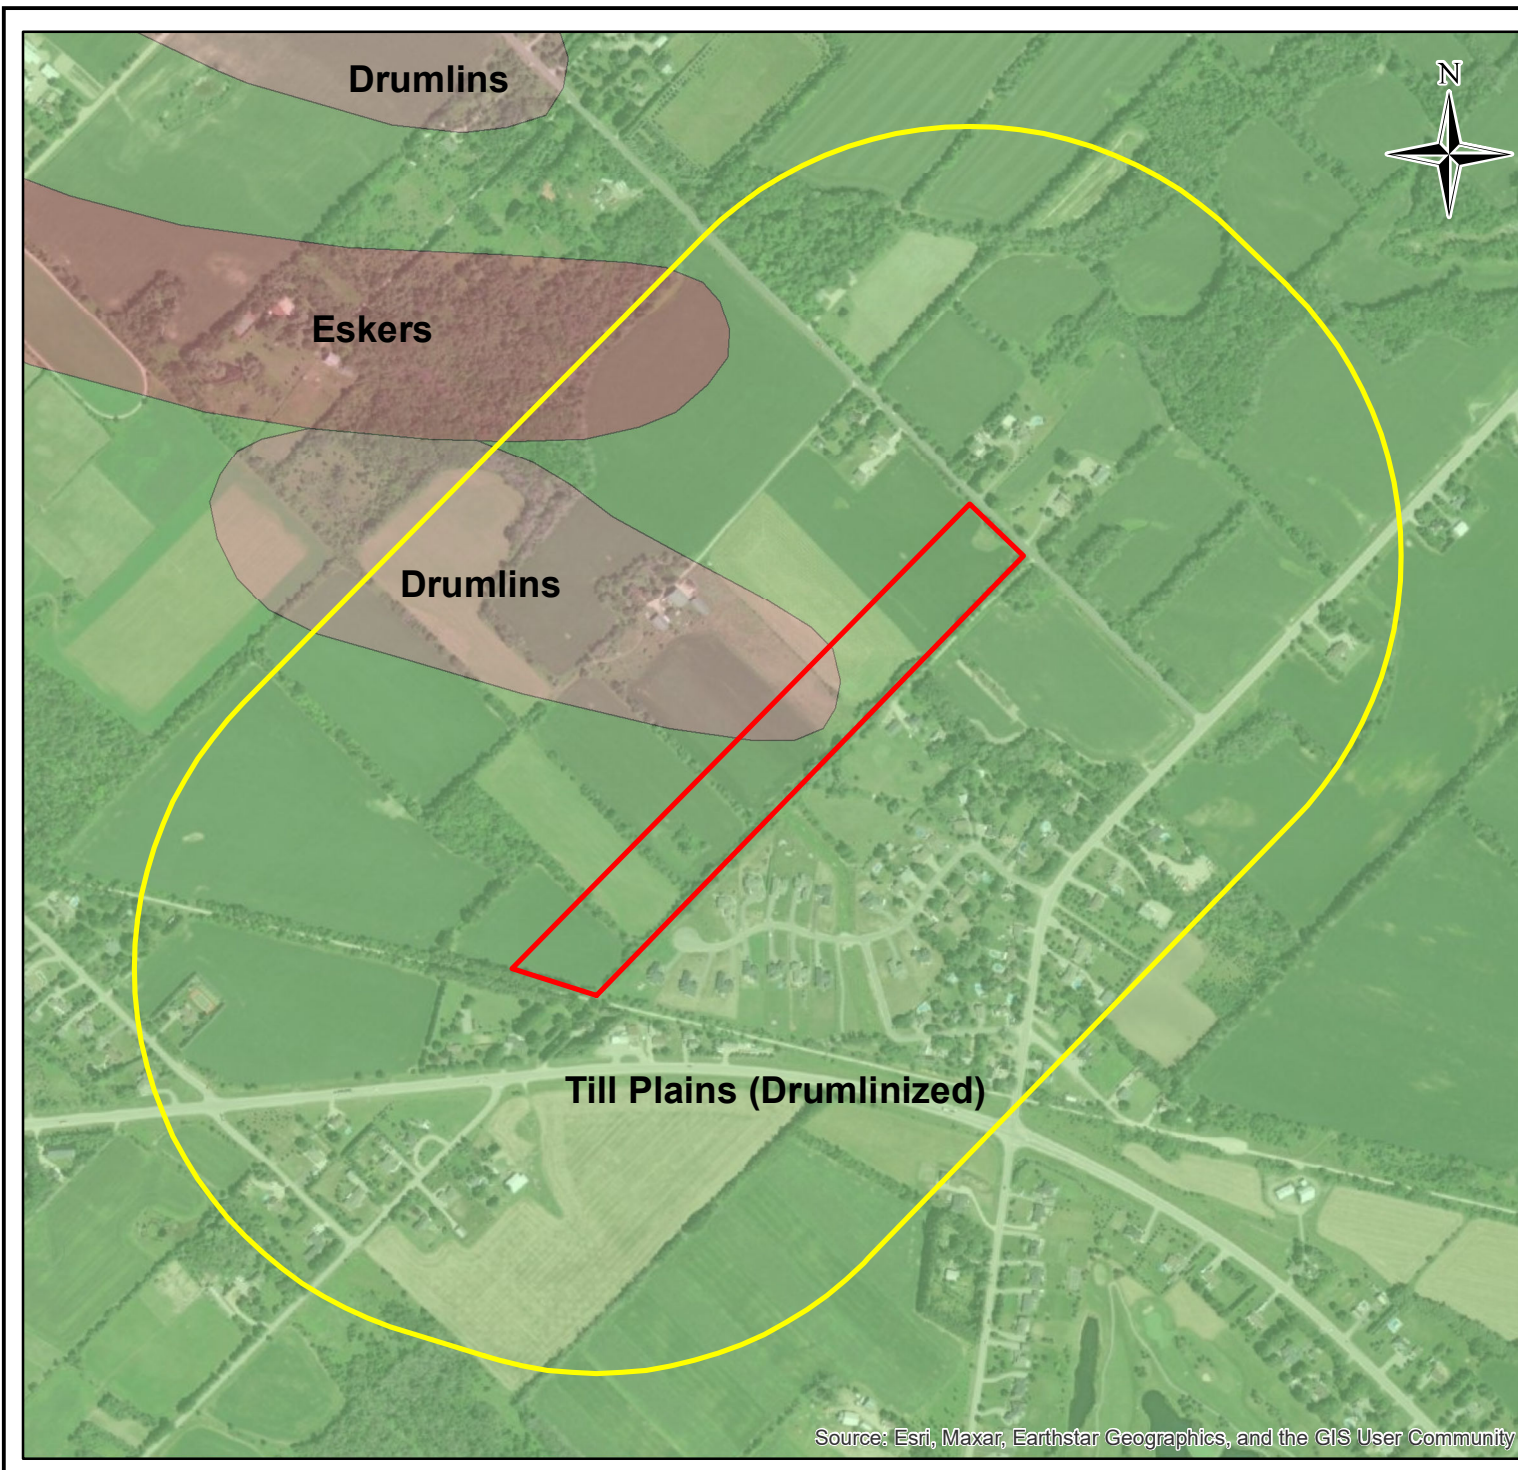 Drumlins
N
Eskers
Drumlins
Till Plains (Drumlinized)
Source: Esri, Maxar, Earthstar Geographics, and the GIS User Community